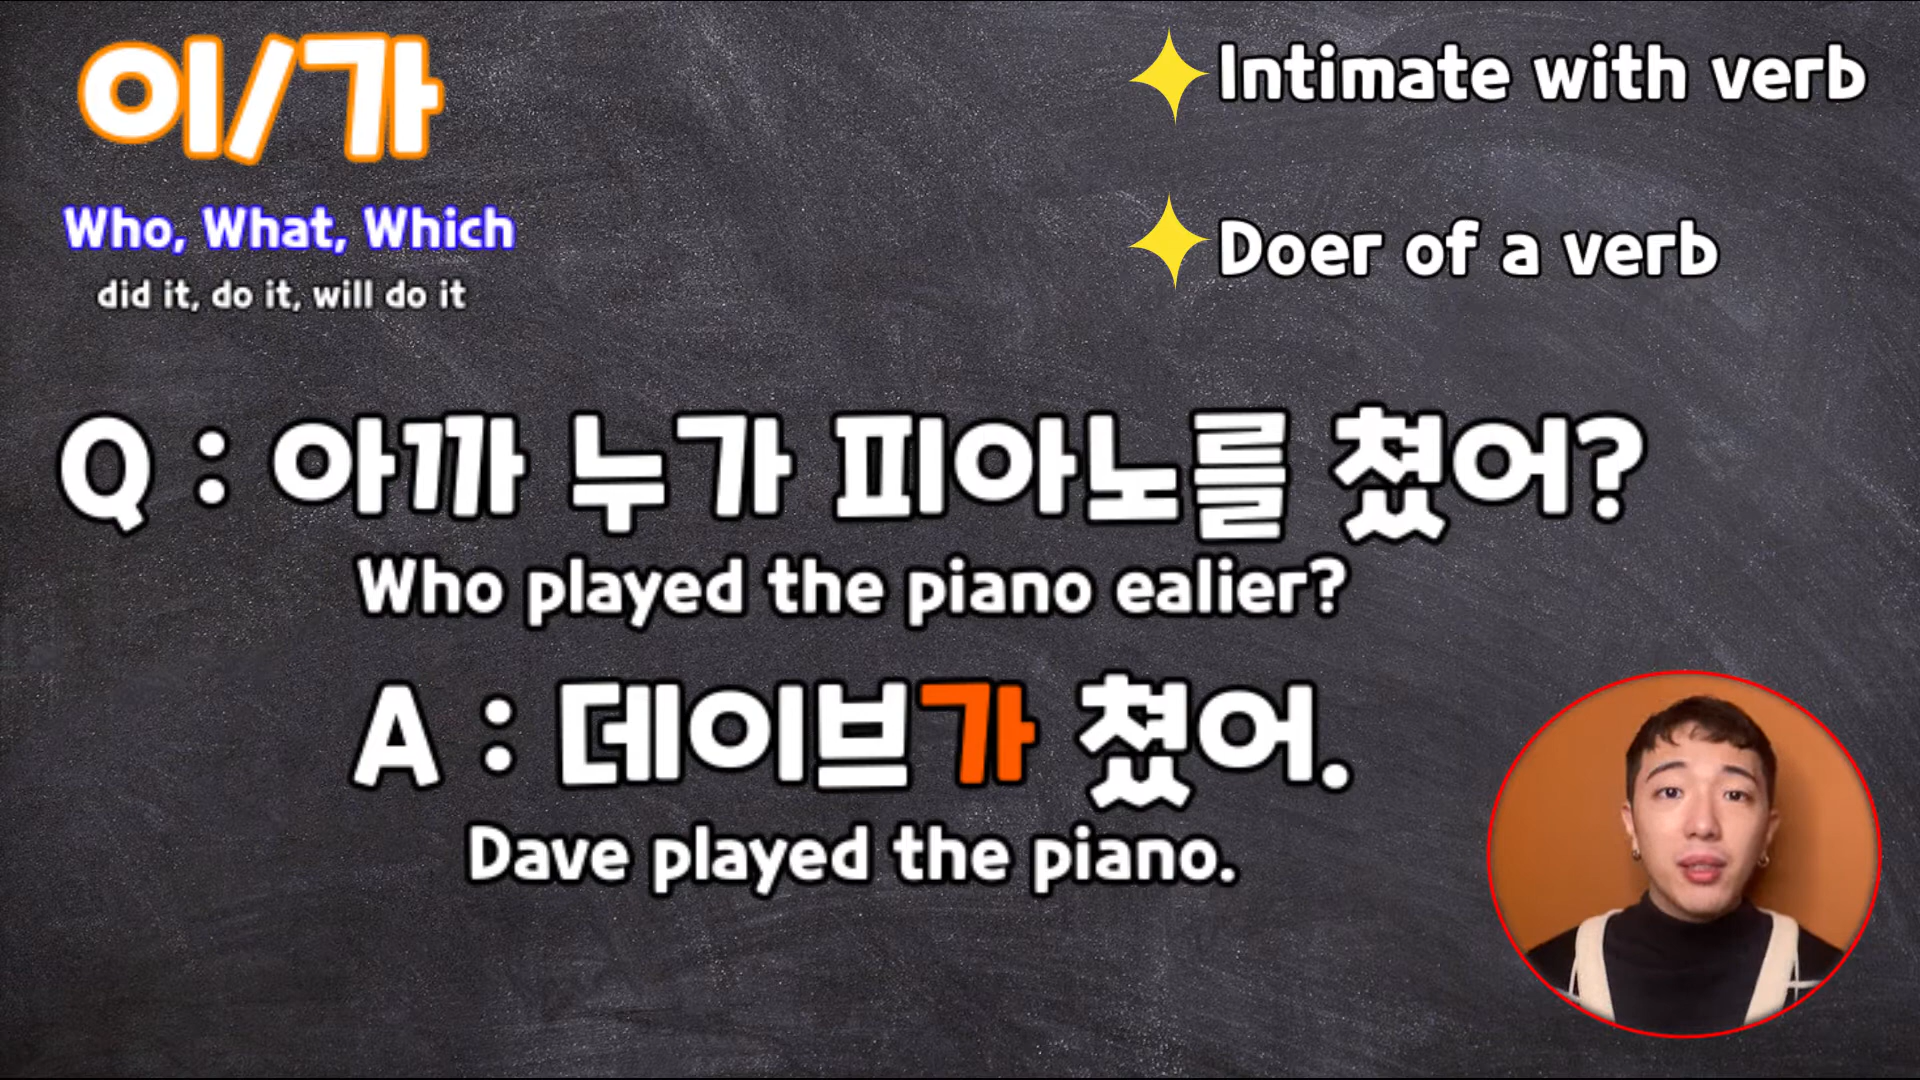 이/가
Who, What, Which
did it, do it, will do it
Intimate with verb
Doer of a verb
Q : 아까 누가 피아노를 쳤어?
Who played the piano ealier?
A : 데이브가 쳤어.
Dave played the piano.